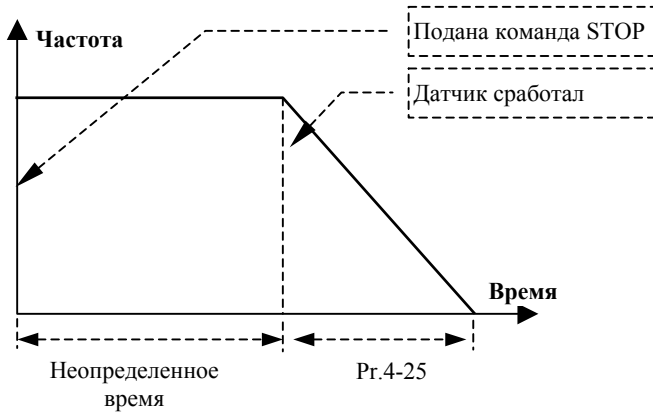 Частота
Подана команда STOP
Датчик сработал
Время
Неопределенное
время
Pr.4-25